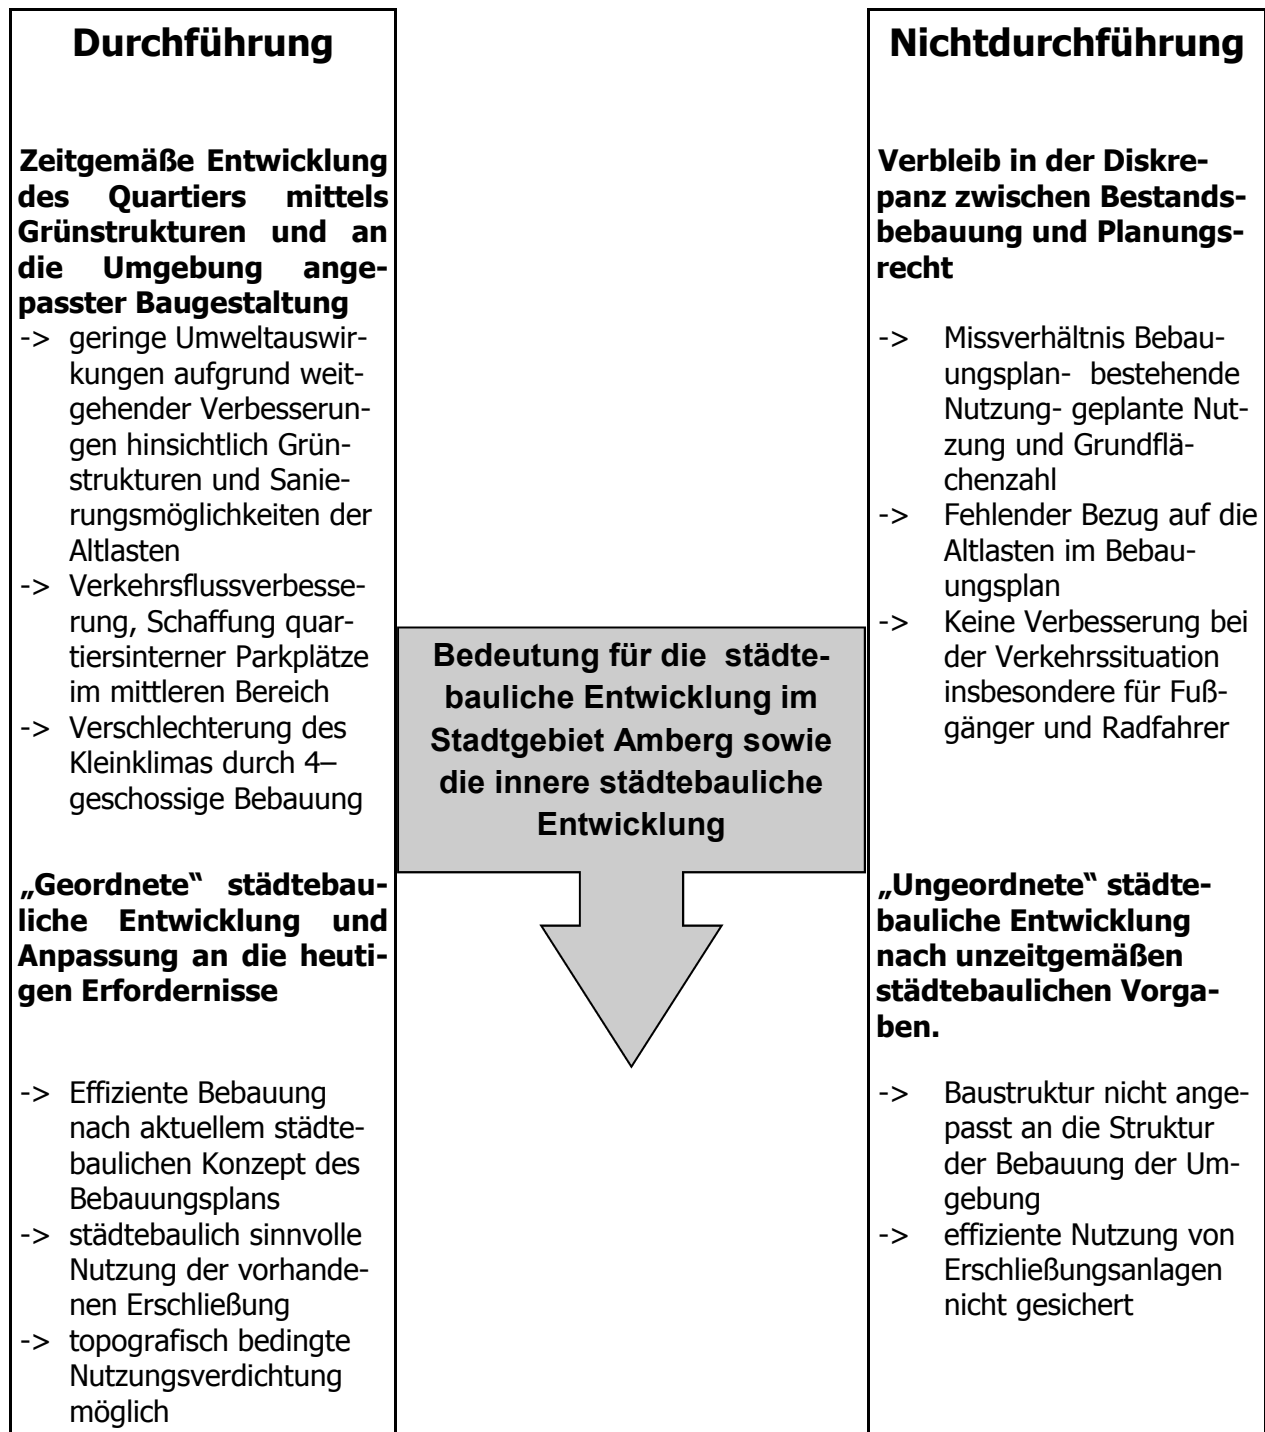 Durchführung
Zeitgemäße Entwicklung
des Quartiers mittels
Grünstrukturen und an
die Umgebung ange-
passter Baugestaltung
-> geringe Umweltauswir-
kungen aufgrund weit-
gehender Verbesserun-
gen hinsichtlich Grün-
strukturen und Sanie-
rungsmöglichkeiten der
Altlasten
-> Verkehrsflussverbesse-
rung, Schaffung quar-
tiersinterner Parkplätze
im mittleren Bereich
-> Verschlechterung des
Kleinklimas durch 4–
geschossige Bebauung
„Geordnete“ städtebau-
liche Entwicklung und
Anpassung an die heuti-
gen Erfordernisse
-> Effiziente Bebauung
nach aktuellem städte-
baulichen Konzept des
Bebauungsplans
-> städtebaulich sinnvolle
Nutzung der vorhande-
nen Erschließung
-> topografisch bedingte
Nutzungsverdichtung
möglich
Bedeutung für die städte-
bauliche Entwicklung im
Stadtgebiet Amberg sowie
die innere städtebauliche
Entwicklung
Nichtdurchführung
Verbleib in der Diskre-
panz zwischen Bestands-
bebauung und Planungs-
recht
-> Missverhältnis Bebau-
ungsplan- bestehende
Nutzung- geplante Nut-
zung und Grundflä-
chenzahl
-> Fehlender Bezug auf die
Altlasten im Bebau-
ungsplan
-> Keine Verbesserung bei
der Verkehrssituation
insbesondere für Fuß-
gänger und Radfahrer
„Ungeordnete“ städte-
bauliche Entwicklung
nach unzeitgemäßen
städtebaulichen Vorga-
ben.
-> Baustruktur nicht ange-
passt an die Struktur
der Bebauung der Um-
gebung
-> effiziente Nutzung von
Erschließungsanlagen
nicht gesichert